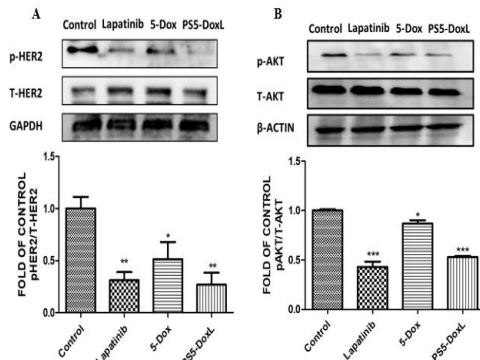 A
Control Lapatinib 5-Dox PS5-DoxL
p-HER2
T-HER2
GAPDH
FOLD OF CONTROL
pHER2/T-HER2
1.5
1.0
0.5
0.0
** * **
Control Lapatinib 5-Dox PS5-DoxL
B
Control Lapatinib 5-Dox PS5-DoxL
p-AKT
T-AKT
β-ACTIN
FOLD OF CONTROL
pAKT/T-AKT
1.5
1.0
0.5
0.0
*** * ***
Control Lapatinib 5-Dox PS5-DoxL